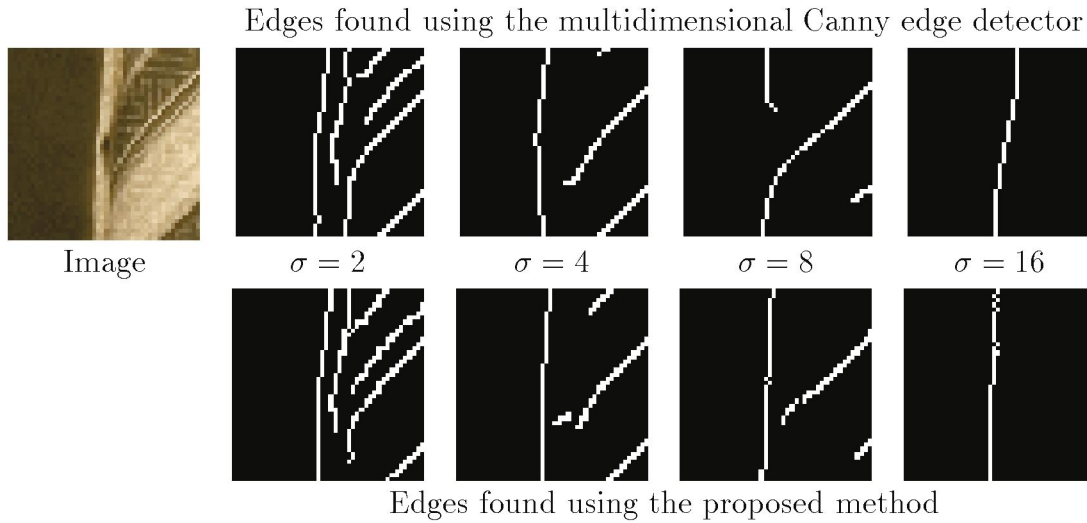 Edges found using the multidimensional Canny edge detector
Image
σ = 2
σ = 4
σ = 8
σ = 16
Edges found using the proposed method